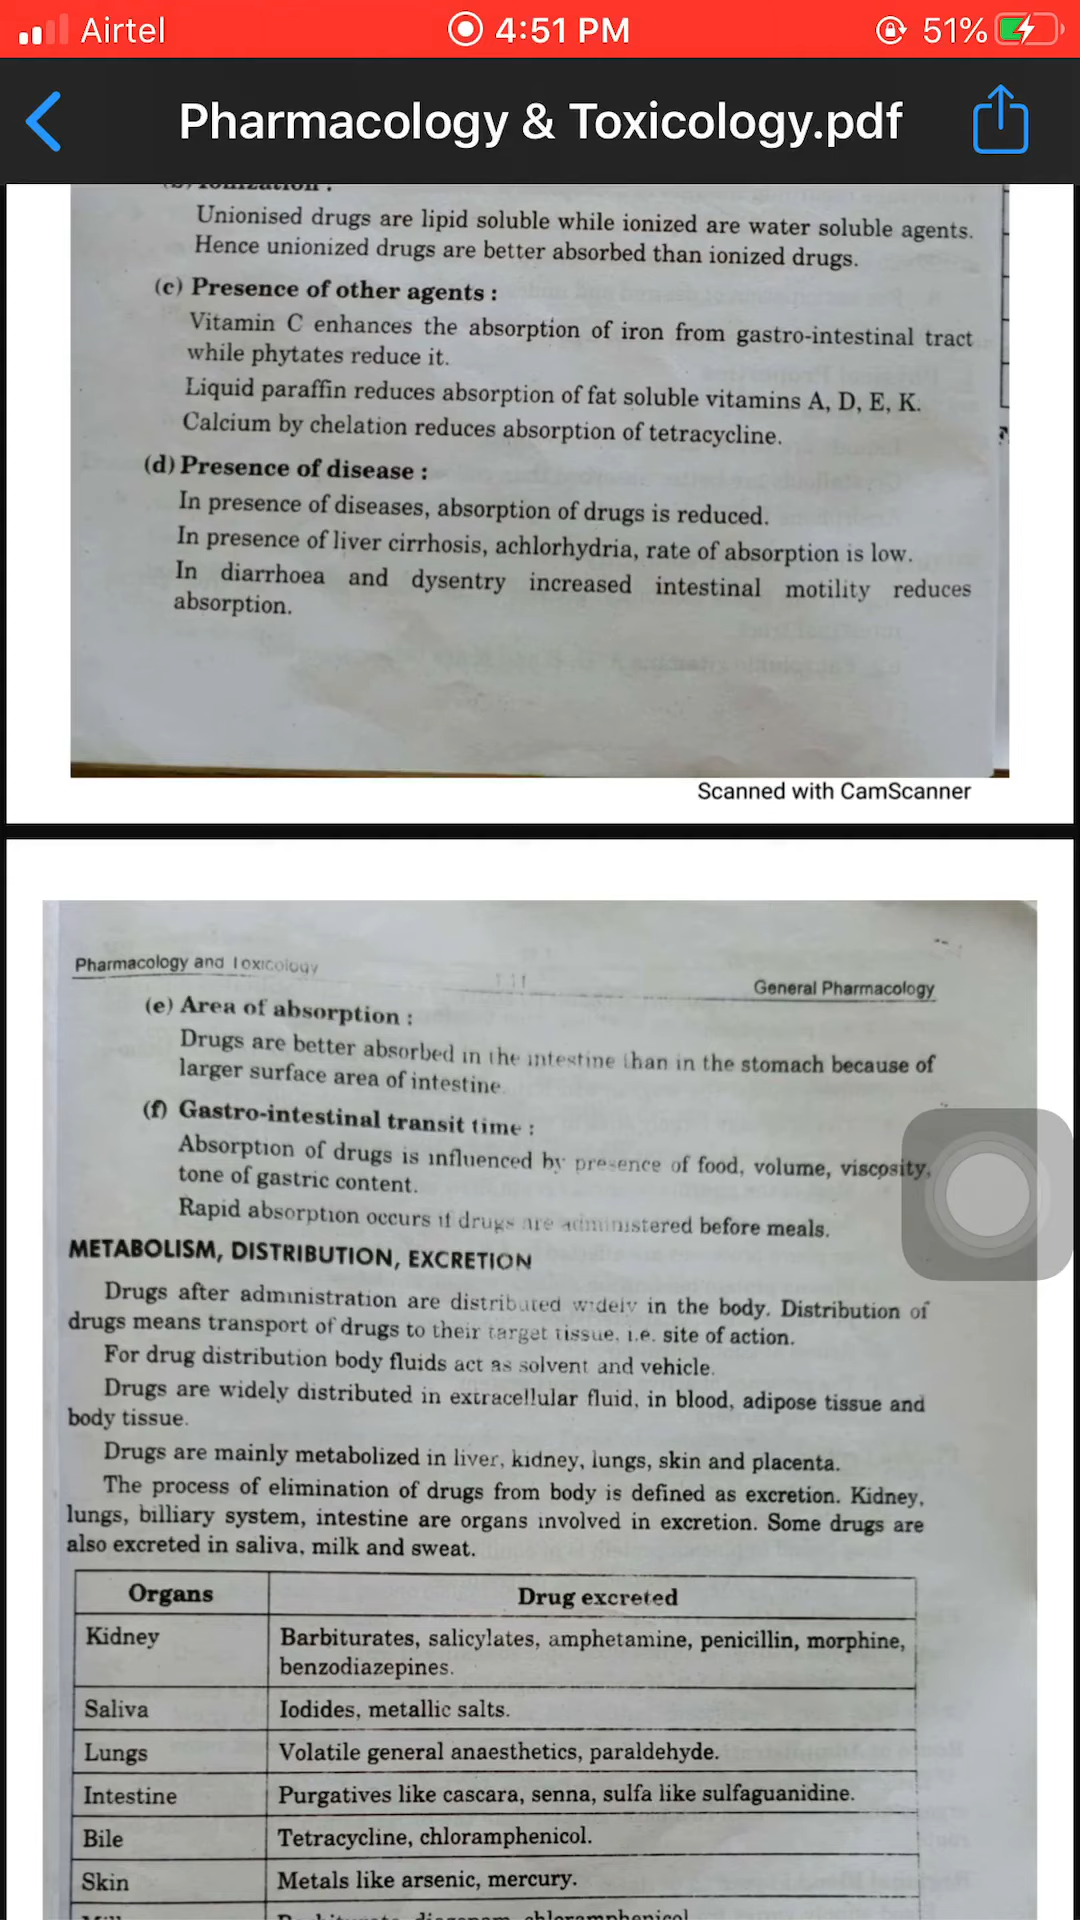 Airtel
4:51 PM
51%
Pharmacology & Toxicology.pdf
(b) Ionization :
Unionised drugs are lipid soluble while ionized are water soluble agents.
Hence unionized drugs are better absorbed than ionized drugs.
(c) Presence of other agents :
Vitamin C enhances the absorption of iron from gastro-intestinal tract
while phytates reduce it.
Liquid paraffin reduces absorption of fat soluble vitamins A, D, E, K.
Calcium by chelation reduces absorption of tetracycline.
(d) Presence of disease :
In presence of diseases, absorption of drugs is reduced.
In presence of liver cirrhosis, achlorhydria, rate of absorption is low.
In diarrhoea and dysentry increased intestinal motility reduces
absorption.
Scanned with CamScanner
Pharmacology and Toxicology
General Pharmacology
(e) Area of absorption :
Drugs are better absorbed in the intestine than in the stomach because of
larger surface area of intestine.
(f) Gastro-intestinal transit time :
Absorption of drugs is influenced by presence of food, volume, viscosity,
tone of gastric content.
Rapid absorption occurs if drugs are administered before meals.
METABOLISM, DISTRIBUTION, EXCRETION
Drugs after administration are distributed widely in the body. Distribution of
drugs means transport of drugs to their target tissue, i.e. site of action.
For drug distribution body fluids act as solvent and vehicle.
Drugs are widely distributed in extracellular fluid, in blood, adipose tissue and
body tissue.
Drugs are mainly metabolized in liver, kidney, lungs, skin and placenta.
The process of elimination of drugs from body is defined as excretion. Kidney,
lungs, billiary system, intestine are organs involved in excretion. Some drugs are
also excreted in saliva, milk and sweat.
Organs Drug excreted
Kidney Barbiturates, salicylates, amphetamine, penicillin, morphine,
benzodiazepines.
Saliva Iodides, metallic salts.
Lungs Volatile general anaesthetics, paraldehyde.
Intestine Purgatives like cascara, senna, sulfa like sulfaguanidine.
Bile Tetracycline, chloramphenicol.
Skin Metals like arsenic, mercury.